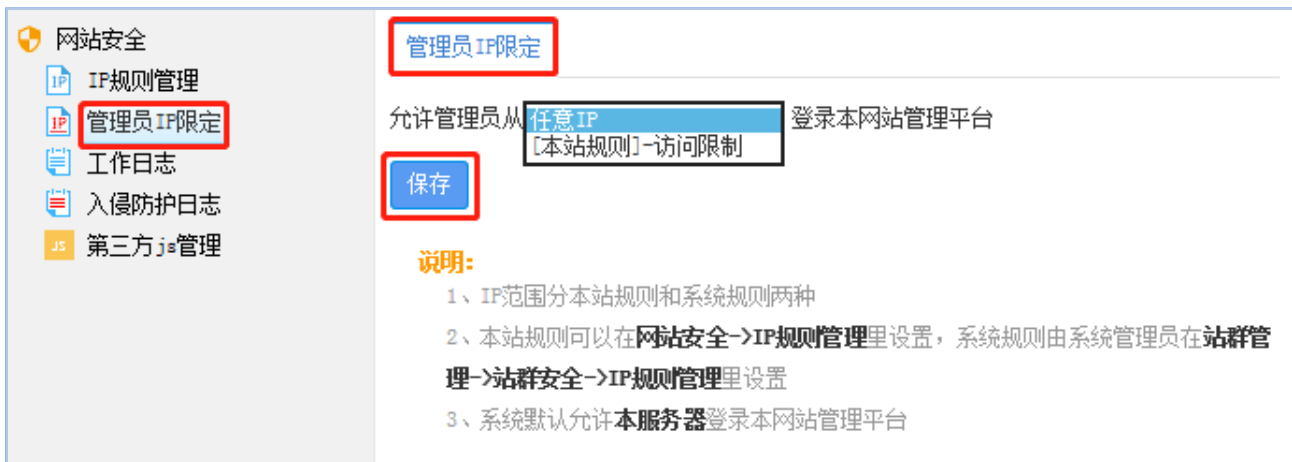 网站安全
IP规则管理
管理员IP限定
工作日志
入侵防护日志
第三方js管理
管理员IP限定
允许管理员从 任意IP 登录本网站管理平台
[本站规则]-访问限制
保存
说明:
1、IP范围分本站规则和系统规则两种
2、本站规则可以在网站安全->IP规则管理里设置，系统规则由系统管理员在站群管
理->站群安全->IP规则管理里设置
3、系统默认允许本服务器登录本网站管理平台